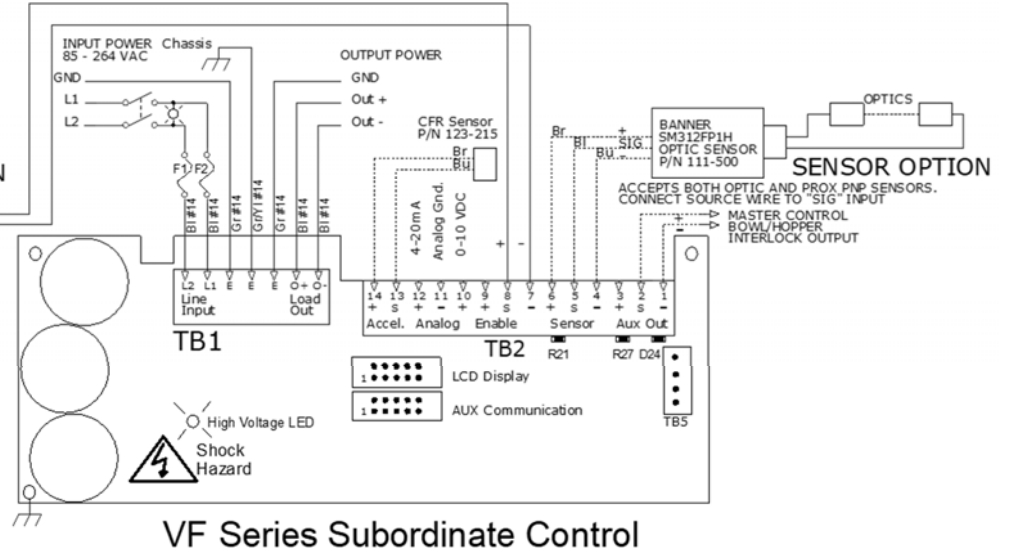 INPUT POWER Chassis
85 - 264 VAC
GND
L1
L2
F1 F2
Bl #14
Bl #14
Gr #14
Gr/Yl #14
Gr #14
Bl #14
Bl #14
OUTPUT POWER
GND
Out +
Out -
CFR Sensor
P/N 123-215
Br
Bu
4-20mA
Analog Gnd.
0-10 VDC
+ -
Br +
Bl SIG
Bu -
BANNER
SM312FP1H
OPTIC SENSOR
P/N 111-500
OPTICS
SENSOR OPTION
ACCEPTS BOTH OPTIC AND PROX PNP SENSORS.
CONNECT SOURCE WIRE TO "SIG" INPUT
+ MASTER CONTROL
- BOWL/HOPPER
INTERLOCK OUTPUT
N
L2 L1 E E E O+ O-
Line Load
Input Out
TB1
14 13 12 11 10 9 8 7 6 5 4 3 2 1
+ S + - + + S - + S - + S -
Accel. Analog Enable Sensor Aux Out
TB2
R21 R27 D24
1 LCD Display
1 AUX Communication
TB5
High Voltage LED
Shock
Hazard
VF Series Subordinate Control